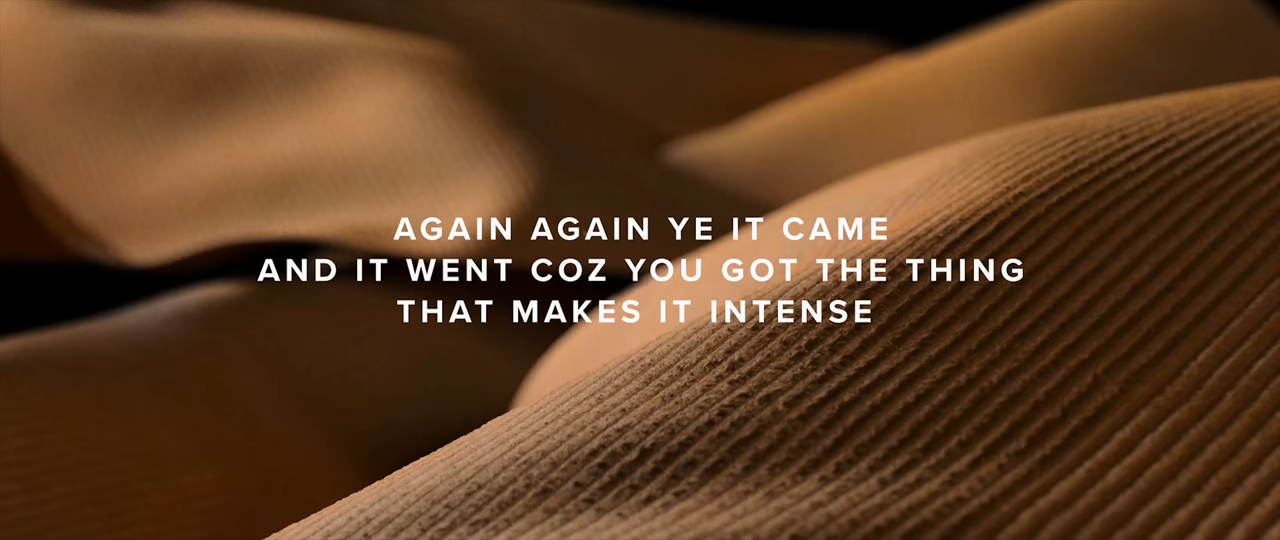 AGAIN AGAIN YE IT CAME
AND IT WENT COZ YOU GOT THE THING
THAT MAKES IT INTENSE